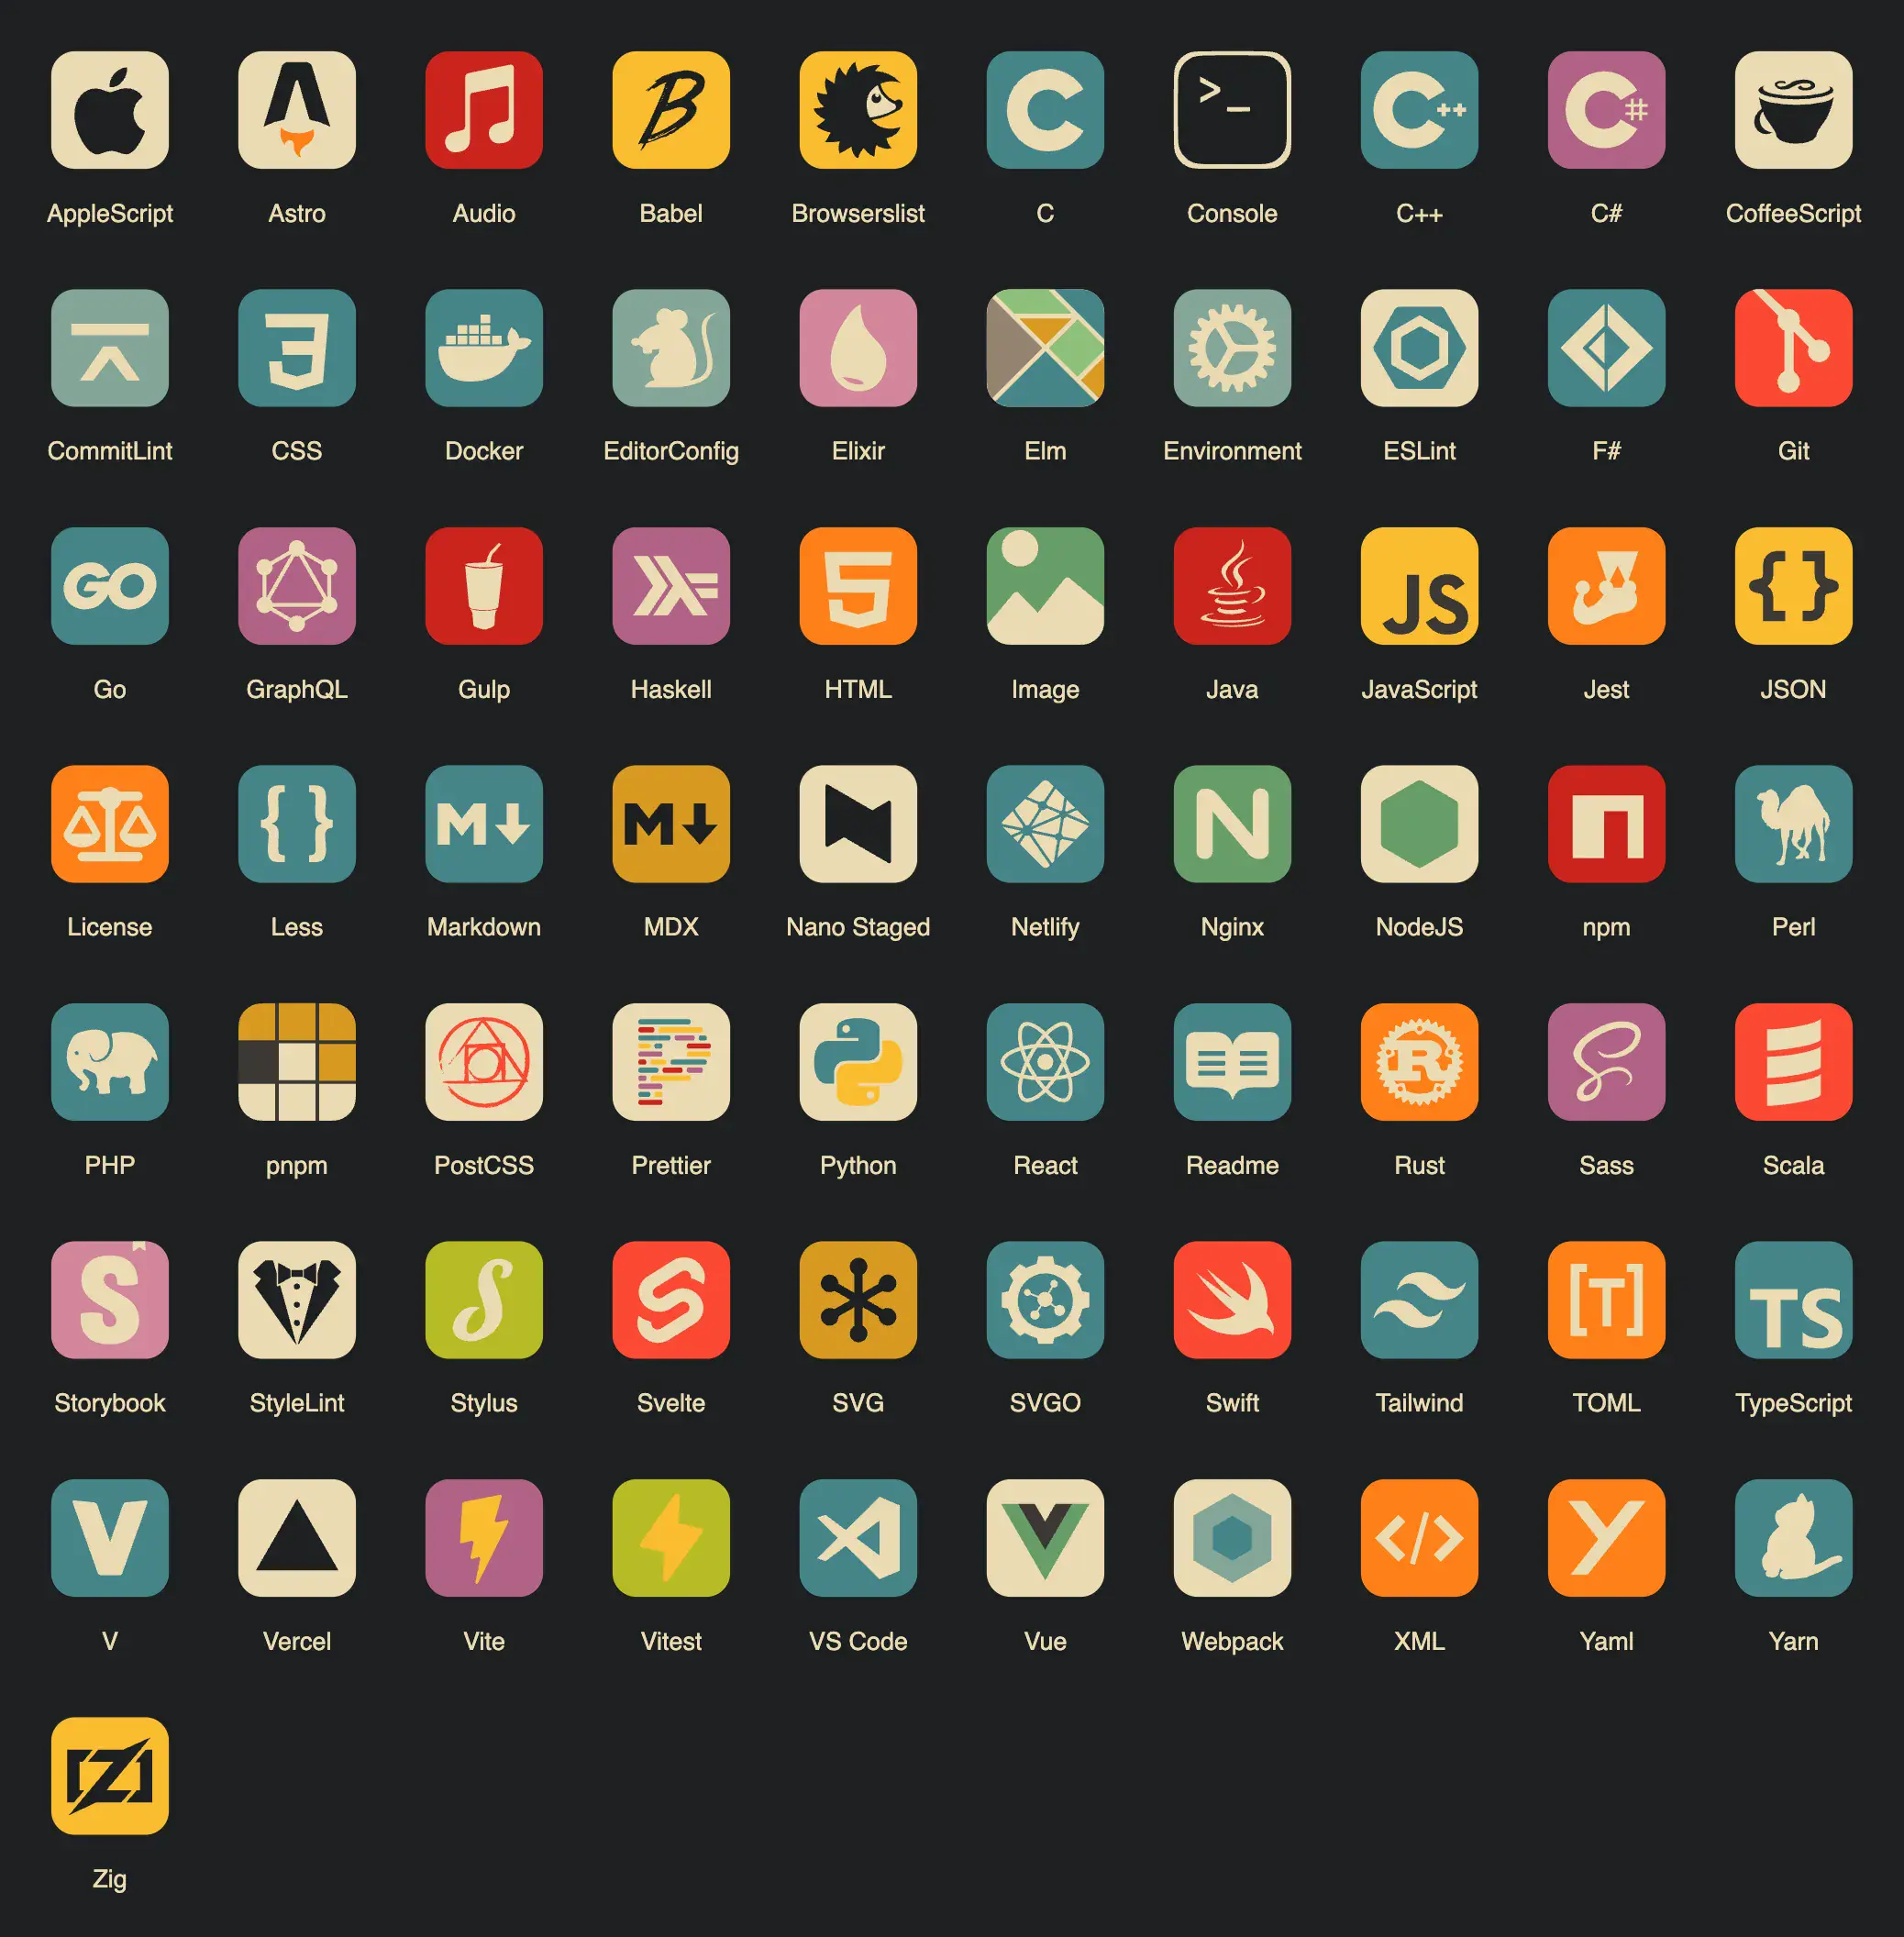 B C >_ C++ C#
AppleScript Astro Audio Babel Browserslist C Console C++ C# CoffeeScript
CommitLint CSS Docker EditorConfig Elixir Elm Environment ESLint F# Git
GO JS {}
Go GraphQL Gulp Haskell HTML Image Java JavaScript Jest JSON
{} M M N n
License Less Markdown MDX Nano Staged Netlify Nginx NodeJS npm Perl
R
PHP pnpm PostCSS Prettier Python React Readme Rust Sass Scala
S S S [T] TS
Storybook StyleLint Stylus Svelte SVG SVGO Swift Tailwind TOML TypeScript
V </> Y
V Vercel Vite Vitest VS Code Vue Webpack XML Yaml Yarn
Z
Zig